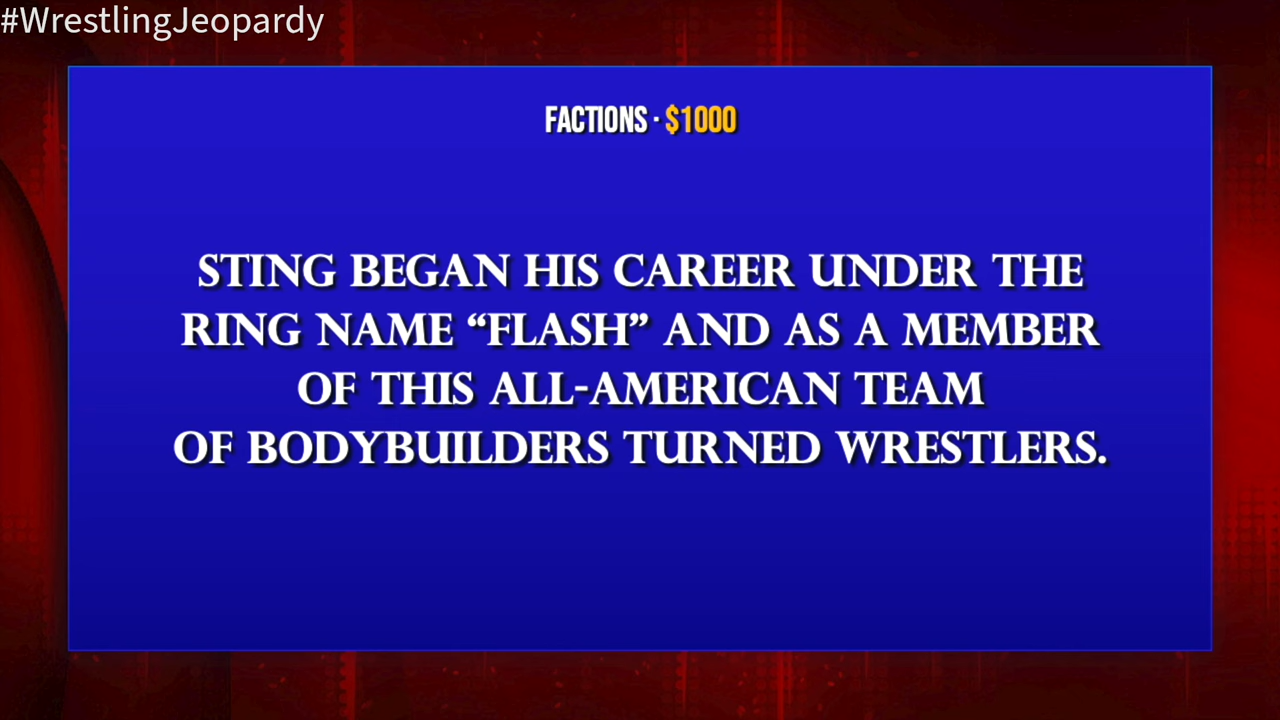 #WrestlingJeopardy
FACTIONS · $1000
STING BEGAN HIS CAREER UNDER THE
RING NAME “FLASH” AND AS A MEMBER
OF THIS ALL-AMERICAN TEAM
OF BODYBUILDERS TURNED WRESTLERS.